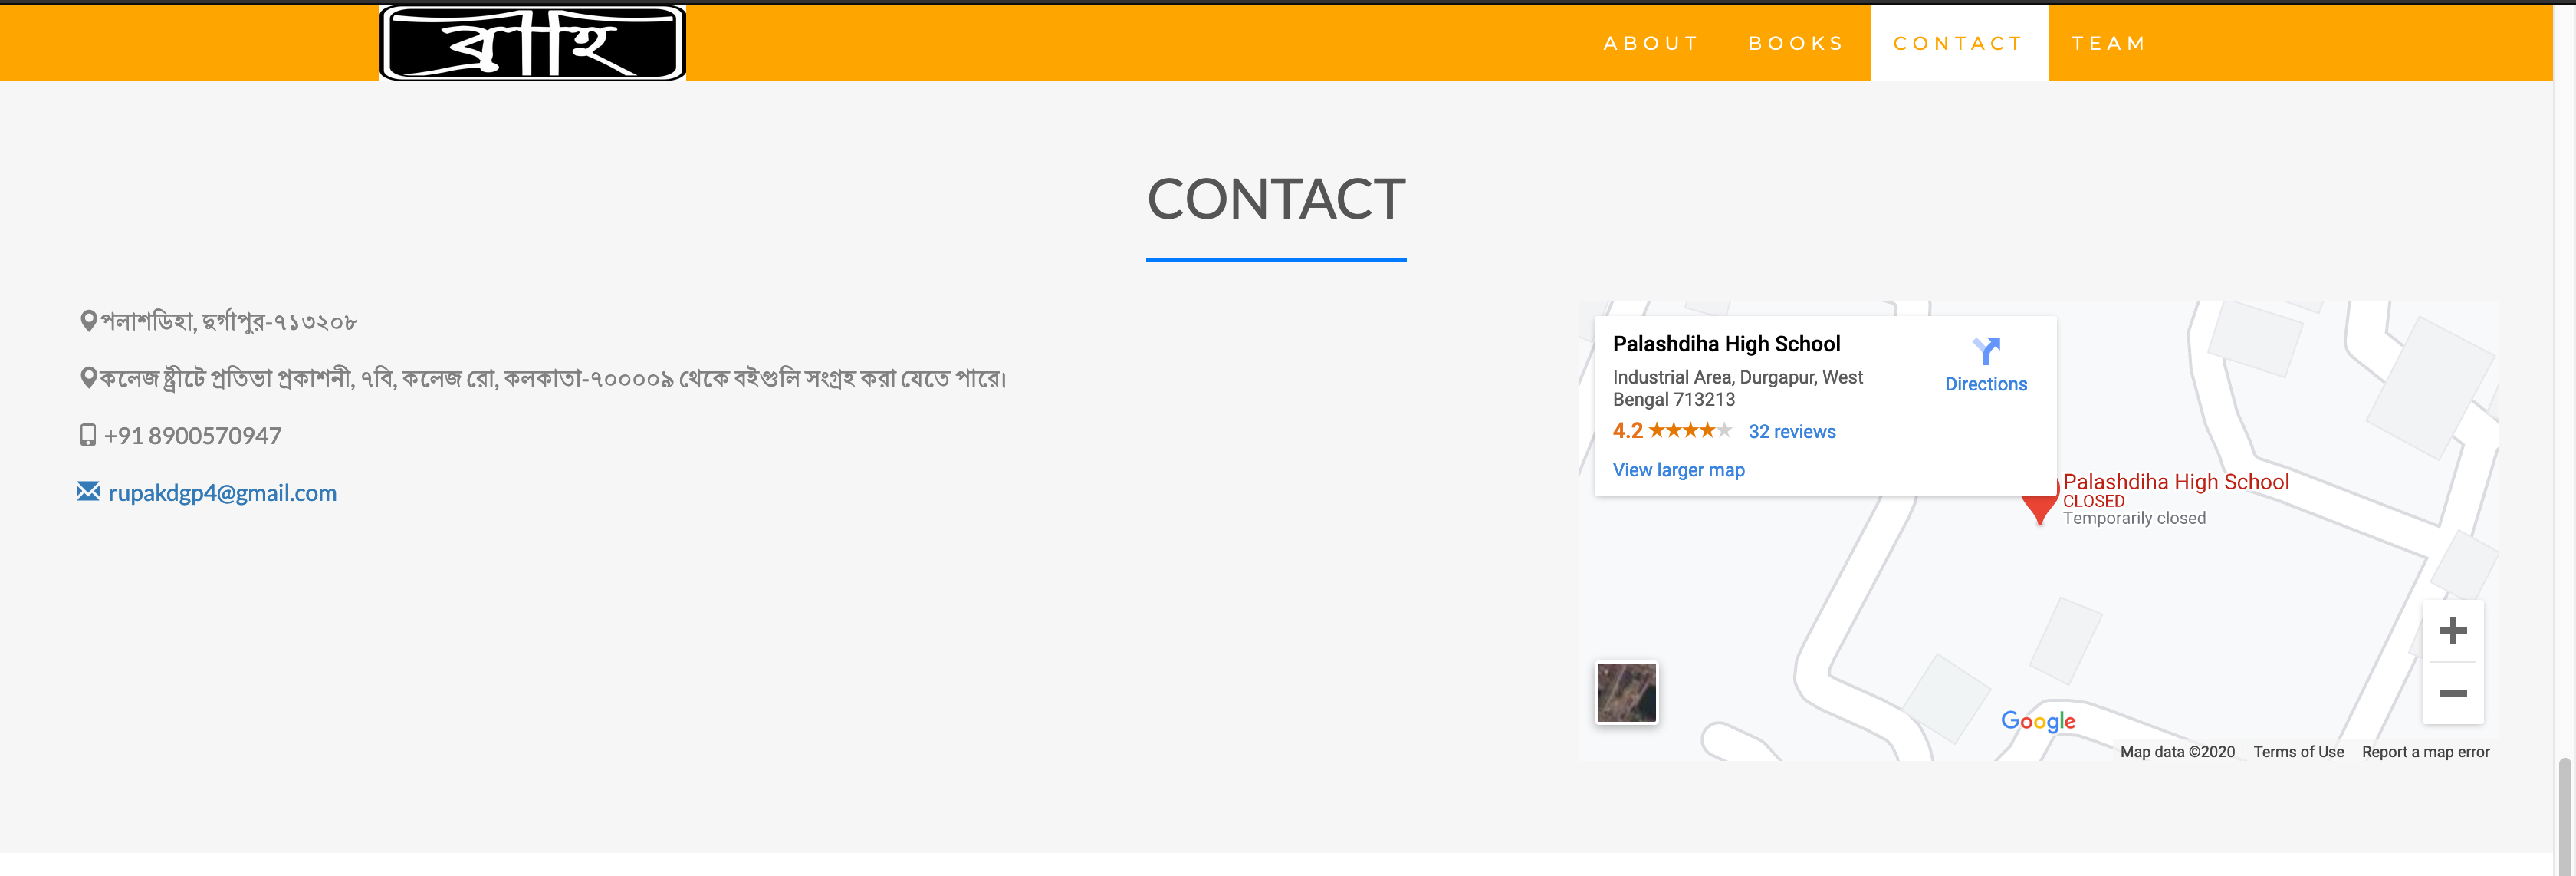 ব্রাহি
ABOUT BOOKS CONTACT TEAM
CONTACT
পলাশডিহা, দুর্গাপুর-৭১৩২০৮
কলেজ ষ্ট্রীটে প্রতিভা প্রকাশনী, ৭বি, কলেজ রো, কলকাতা-৭০০০০৯ থেকে বইগুলি সংগ্রহ করা যেতে পারে।
+91 8900570947
rupakdgp4@gmail.com
Palashdiha High School
Industrial Area, Durgapur, West
Bengal 713213
4.2 32 reviews
View larger map
Directions
Palashdiha High School
CLOSED
Temporarily closed
Google
Map data ©2020 Terms of Use Report a map error